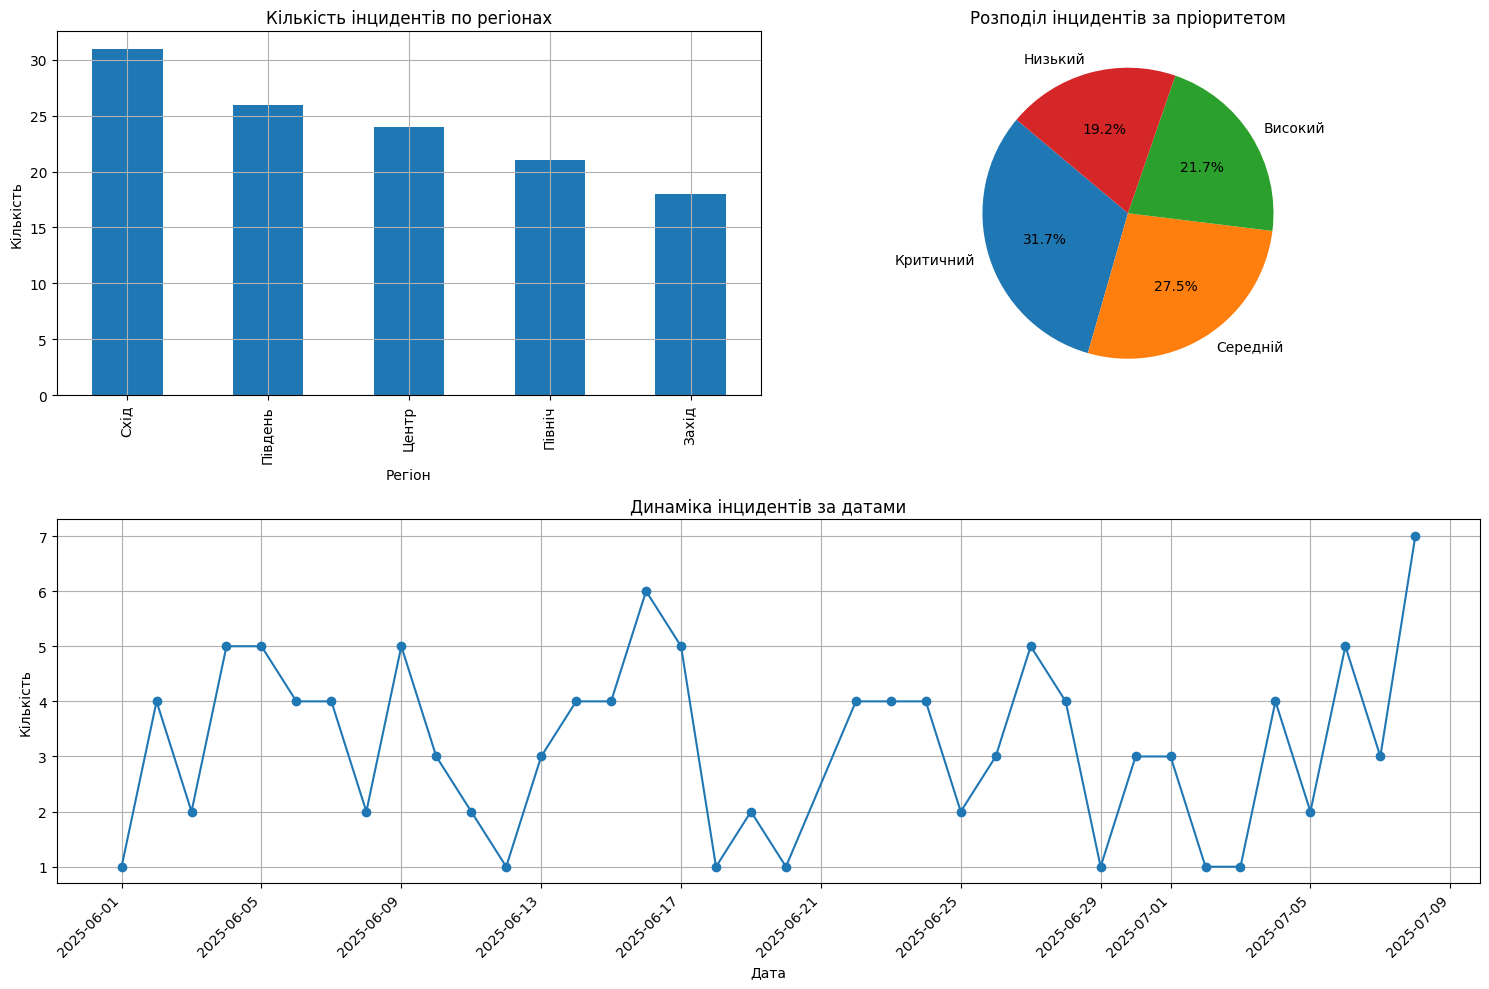 Кількість інцидентів по регіонах
30
25
20
15
10
5
0
Кількість
Схід
Південь
Центр
Північ
Захід
Регіон
Розподіл інцидентів за пріоритетом
Низький
19.2%
Високий
21.7%
Критичний
31.7%
Середній
27.5%
Динаміка інцидентів за датами
7
6
5
4
3
2
1
Кількість
2025-06-01
2025-06-05
2025-06-09
2025-06-13
2025-06-17
2025-06-21
2025-06-25
2025-06-29
2025-07-01
2025-07-05
2025-07-09
Дата